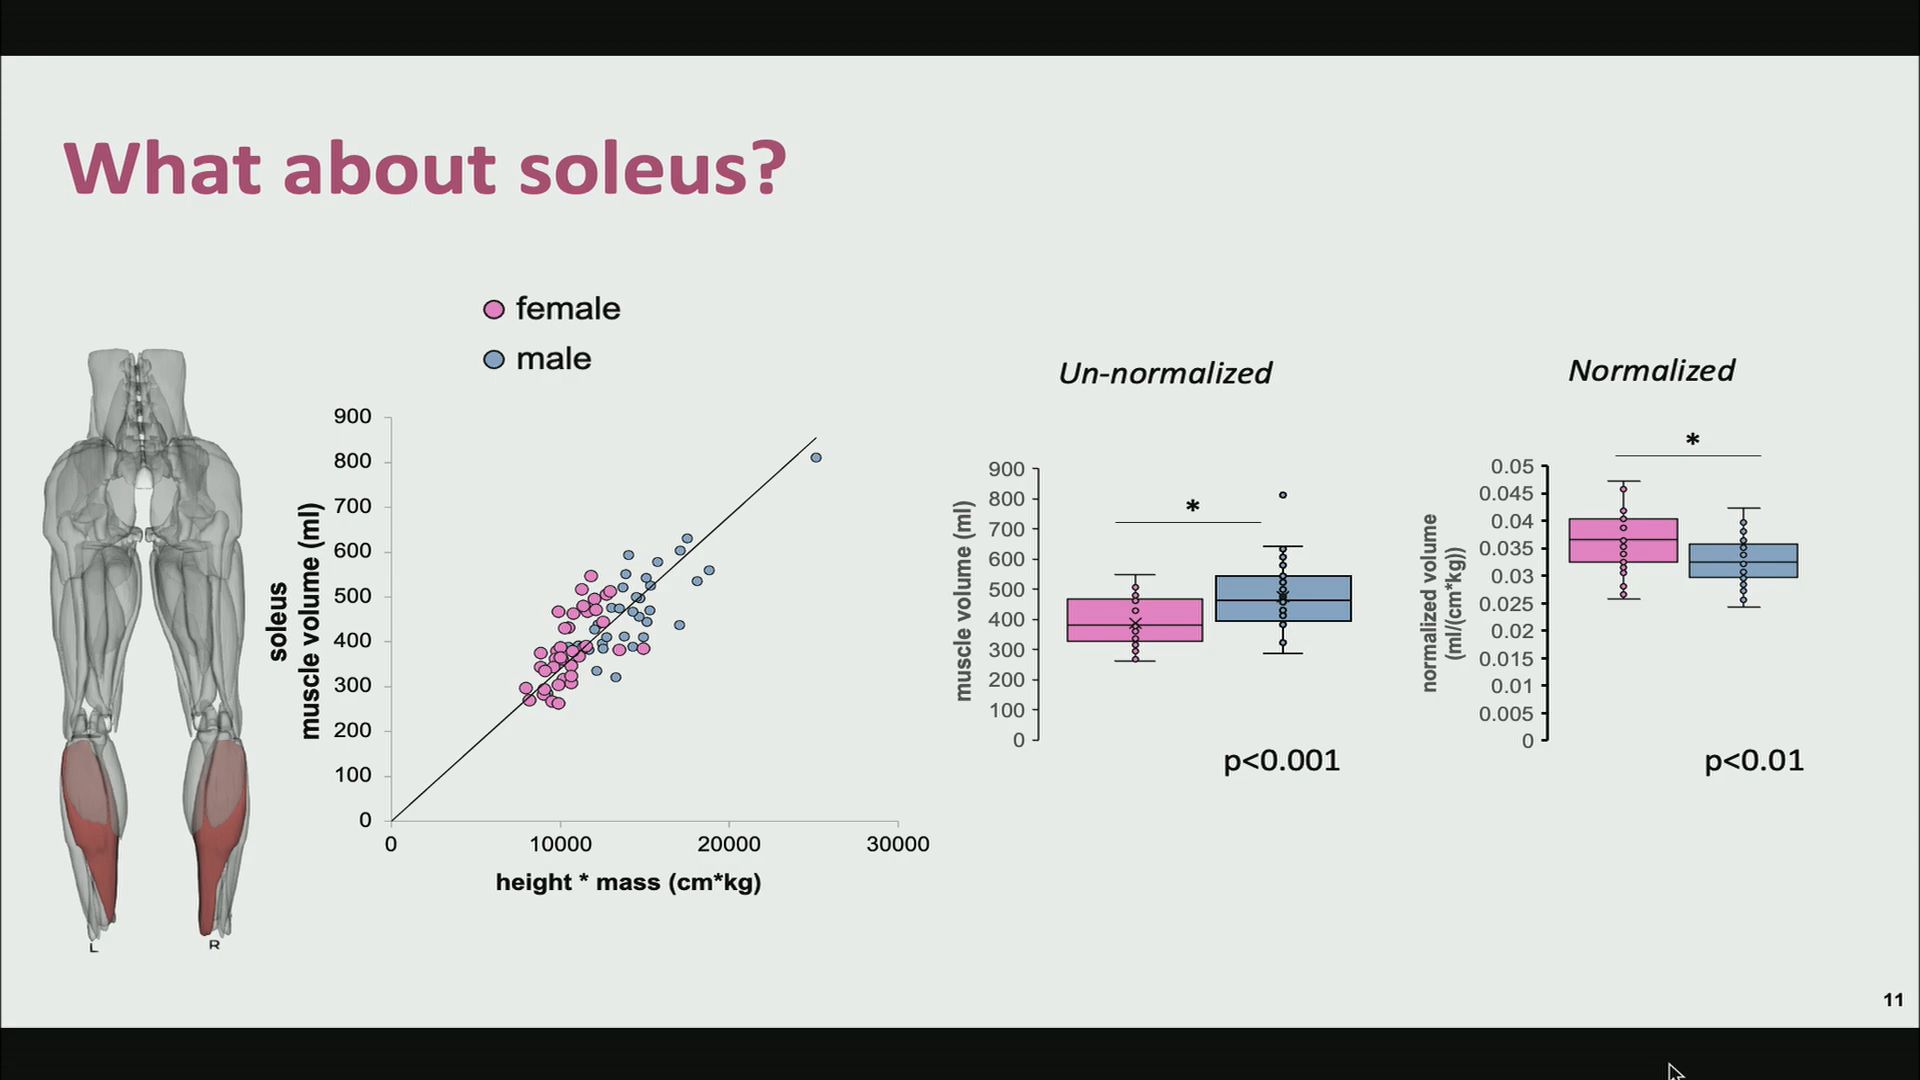 What about soleus?
female
male
L
R
soleus
muscle volume (ml)
900
800
700
600
500
400
300
200
100
0
0
10000
20000
30000
height * mass (cm*kg)
Un-normalized
*
muscle volume (ml)
900
800
700
600
500
400
300
200
100
0
p<0.001
Normalized
*
normalized volume
(ml/(cm*kg))
0.05
0.045
0.04
0.035
0.03
0.025
0.02
0.015
0.01
0.005
0
p<0.01
11